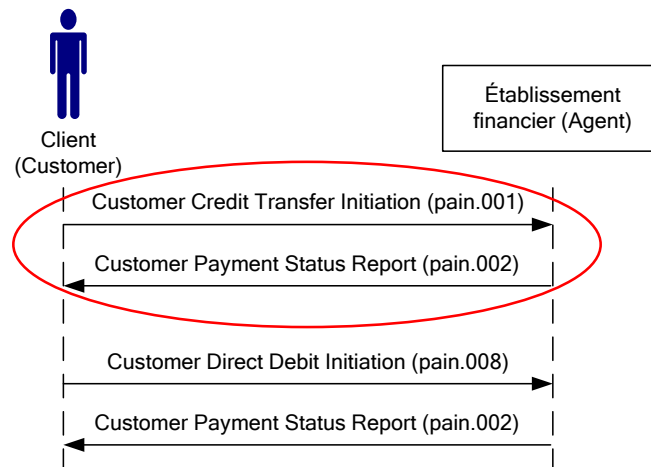 Établissement
financier (Agent)
Client
(Customer)
Customer Credit Transfer Initiation (pain.001)
Customer Payment Status Report (pain.002)
Customer Direct Debit Initiation (pain.008)
Customer Payment Status Report (pain.002)